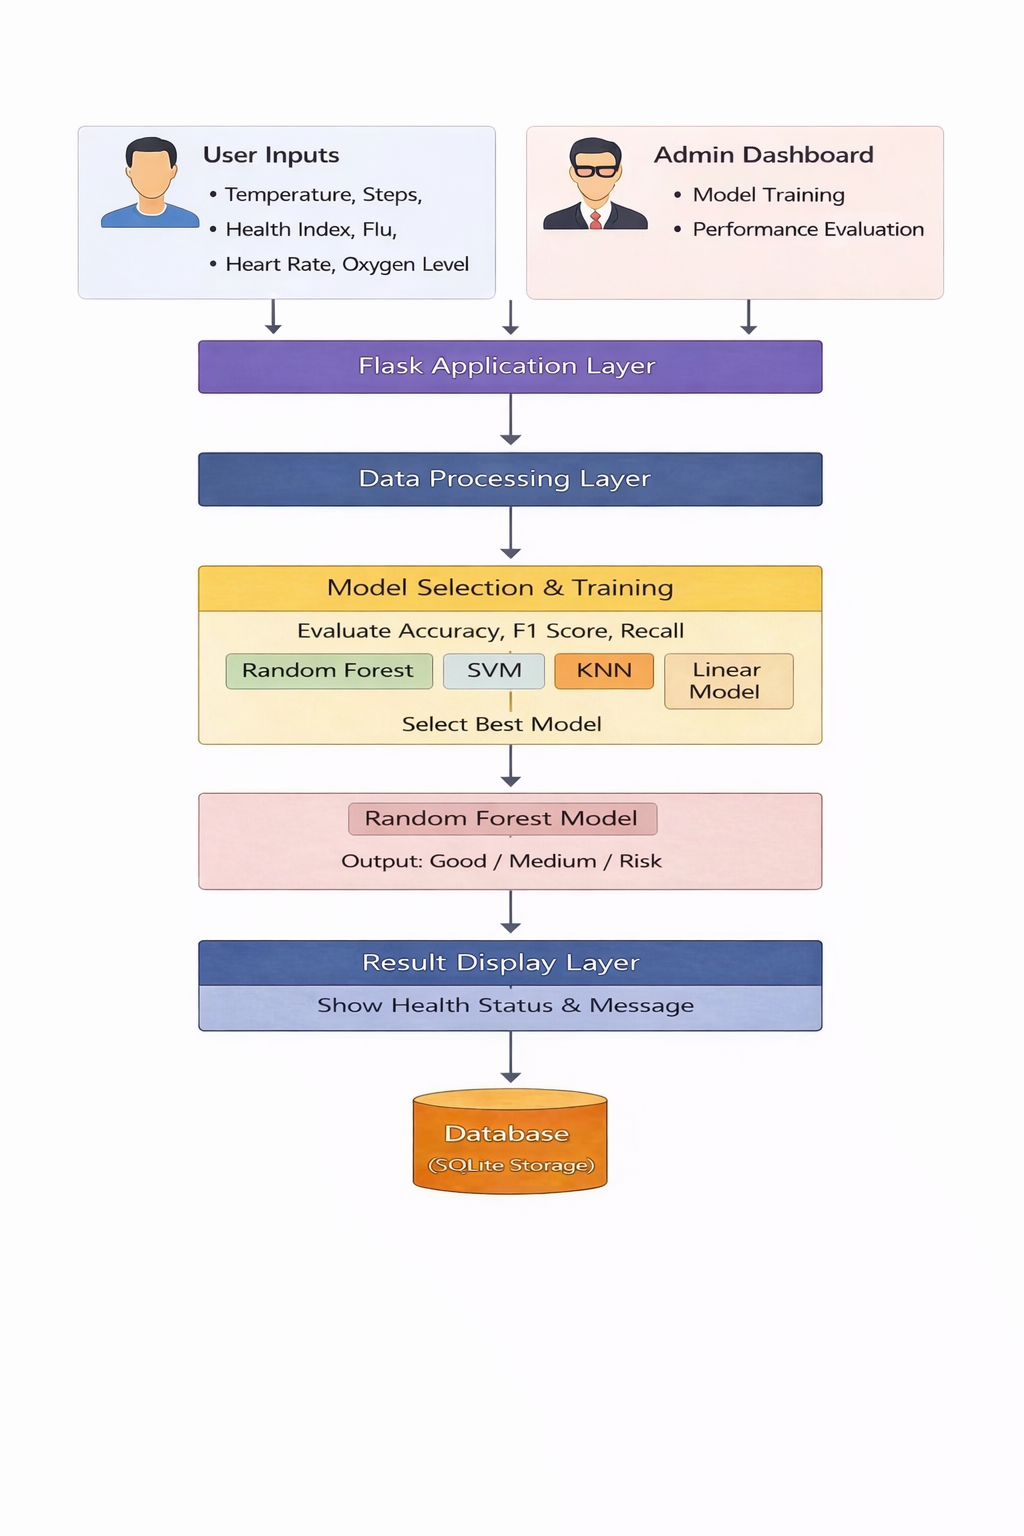 User Inputs
• Temperature, Steps,
• Health Index, Flu,
• Heart Rate, Oxygen Level
Admin Dashboard
• Model Training
• Performance Evaluation
Flask Application Layer
Data Processing Layer
Model Selection & Training
Evaluate Accuracy, F1 Score, Recall
Random Forest
SVM
KNN
Linear
Model
Select Best Model
Random Forest Model
Output: Good / Medium / Risk
Result Display Layer
Show Health Status & Message
Database
(SQLite Storage)